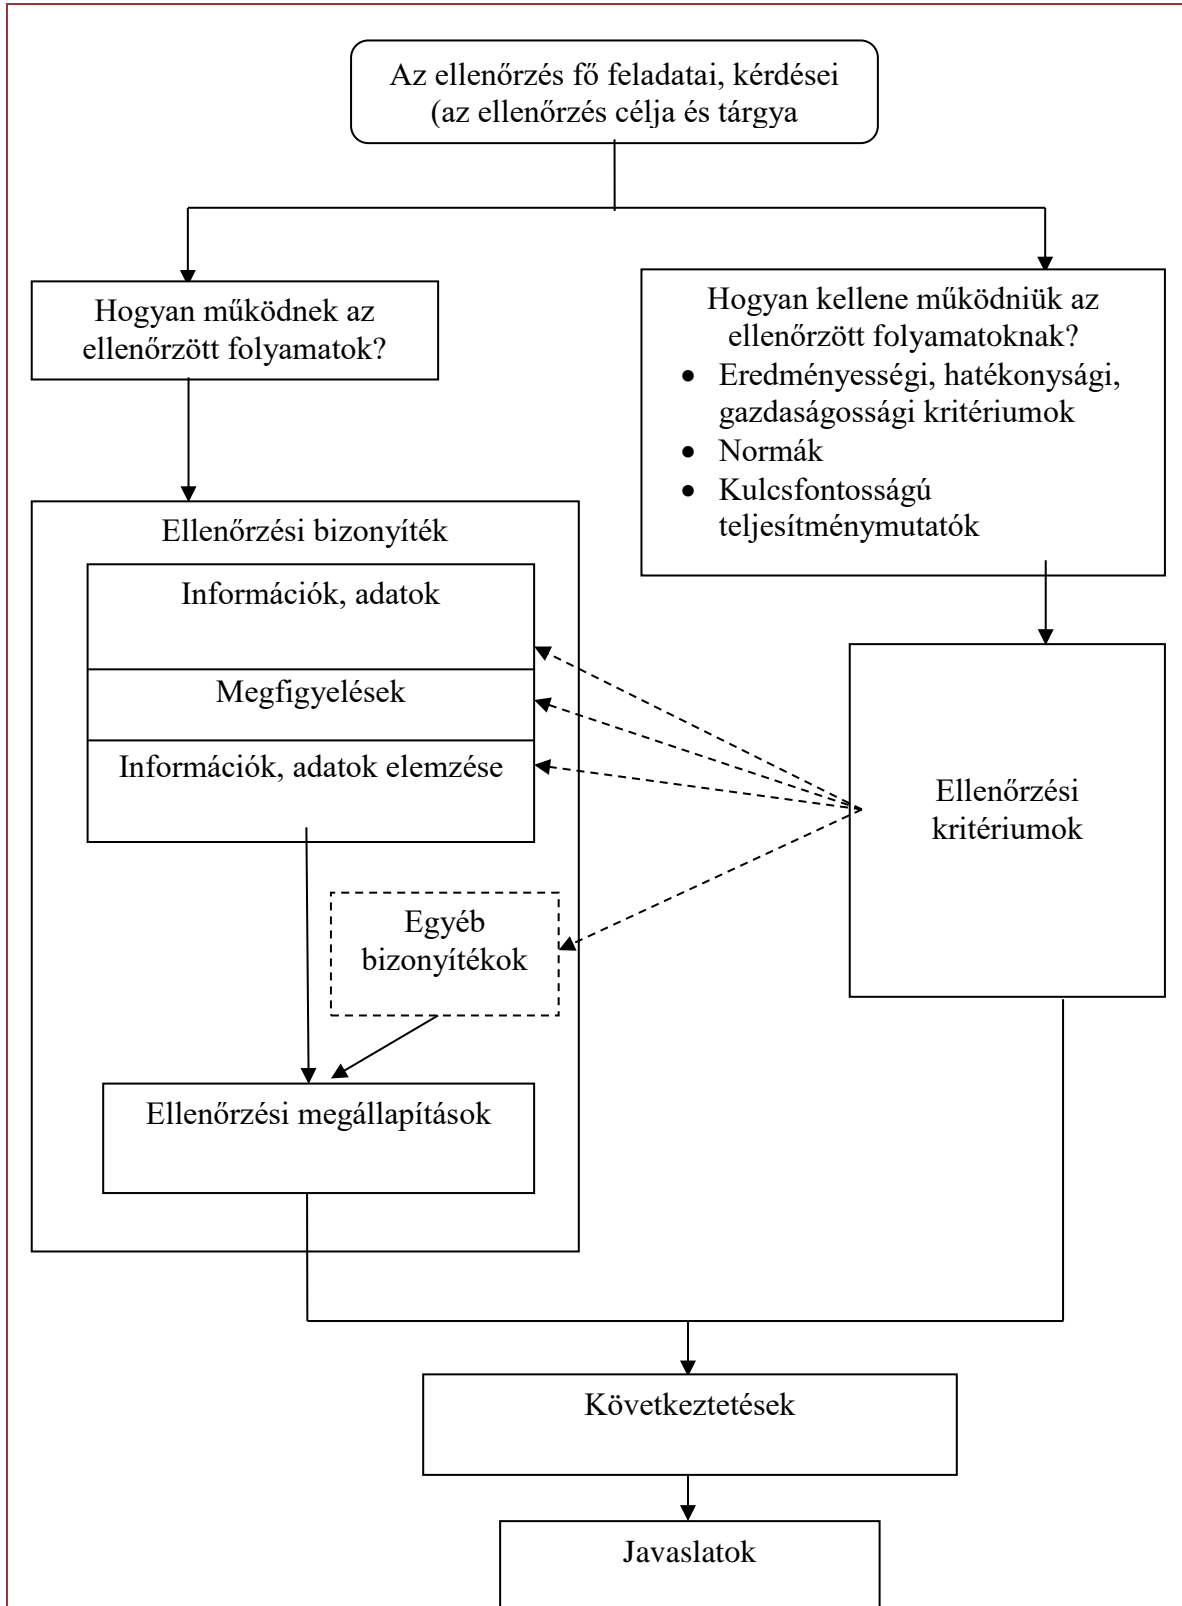 Az ellenőrzés fő feladatai, kérdései
(az ellenőrzés célja és tárgya
Hogyan működnek az
ellenőrzött folyamatok?
Hogyan kellene működniük az
ellenőrzött folyamatoknak?
• Eredményességi, hatékonysági,
gazdaságossági kritériumok
• Normák
• Kulcsfontosságú
teljesítménymutatók
Ellenőrzési bizonyíték
Információk, adatok
Megfigyelések
Információk, adatok elemzése
Ellenőrzési
kritériumok
Egyéb
bizonyítékok
Ellenőrzési megállapítások
Következtetések
Javaslatok